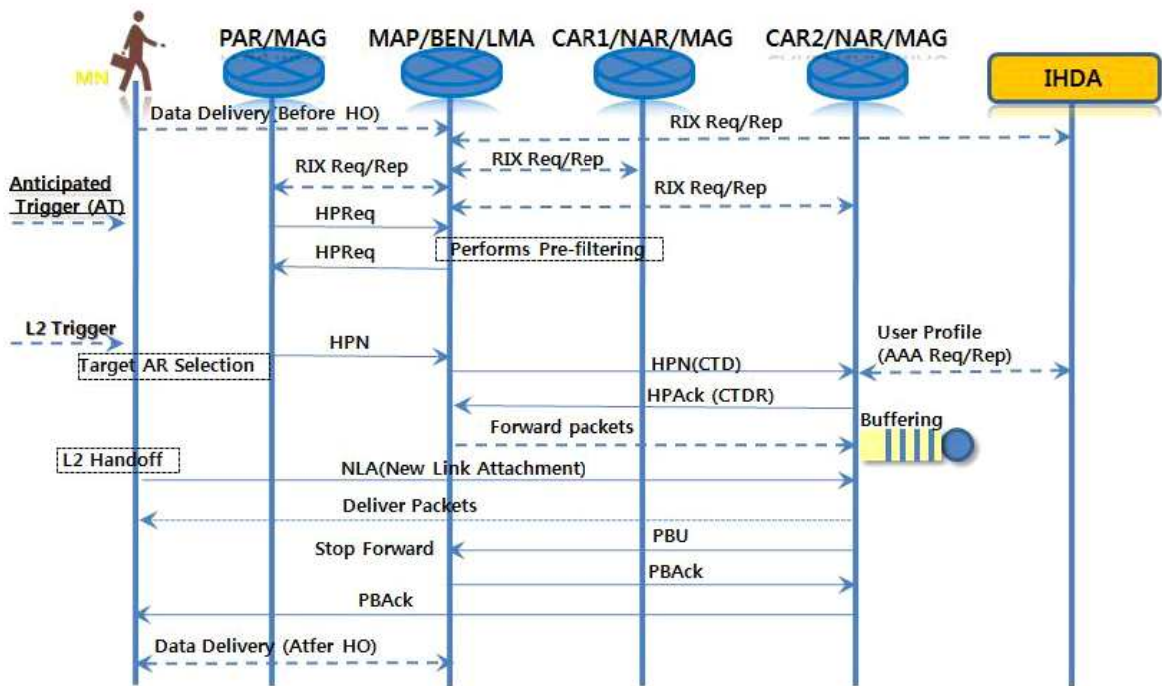 PAR/MAG MAP/BEN/LMA CAR1/NAR/MAG CAR2/NAR/MAG
MN
IHDA
Data Delivery(Before HO)
RIX Req/Rep
RIX Req/Rep
RIX Req/Rep
RIX Req/Rep
Anticipated
Trigger (AT)
HPReq
Performs Pre-filtering
HPReq
L2 Trigger
HPN
User Profile
(AAA Req/Rep)
Target AR Selection
HPN(CTD)
HPAck (CTDR)
Buffering
Forward packets
L2 Handoff
NLA(New Link Attachment)
Deliver Packets
PBU
Stop Forward
PBAck
PBAck
Data Delivery (Atfer HO)